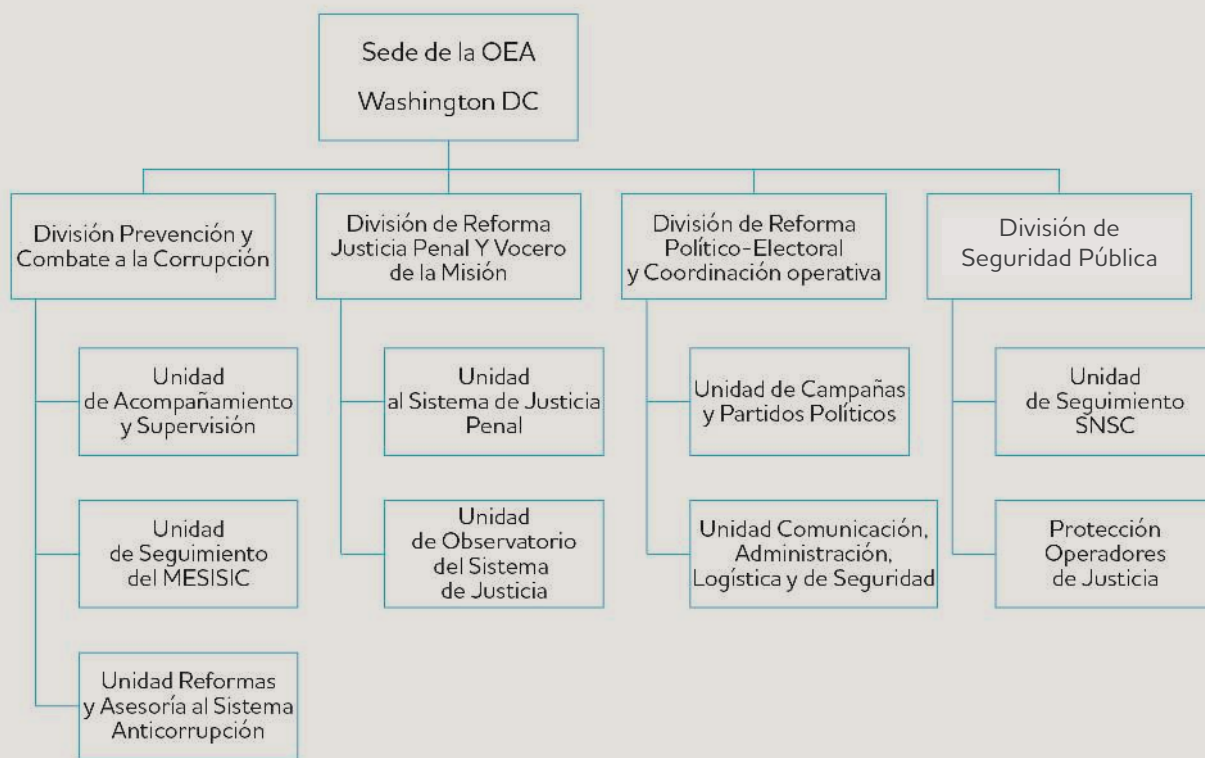 Sede de la OEA
Washington DC
División Prevención y
Combate a la Corrupción
División de Reforma
Justicia Penal Y Vocero
de la Misión
División de Reforma
Político-Electoral
y Coordinación operativa
División de
Seguridad Pública
Unidad
de Acompañamiento
y Supervisión
Unidad
al Sistema de Justicia
Penal
Unidad de Campañas
y Partidos Políticos
Unidad
de Seguimiento
SNSC
Unidad
de Seguimiento
del MESISIC
Unidad
de Observatorio
del Sistema
de Justicia
Unidad Comunicación,
Administración,
Logística y de Seguridad
Protección
Operadores
de Justicia
Unidad Reformas
y Asesoría al Sistema
Anticorrupción